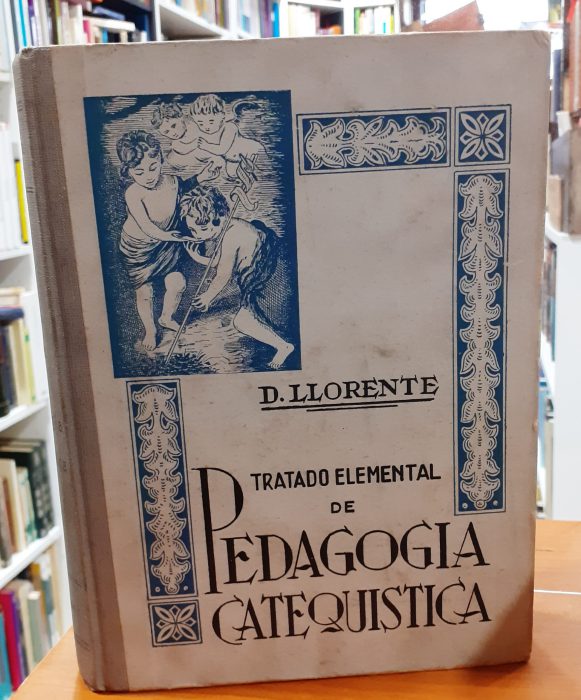 D. LLORENTE
TRATADO ELEMENTAL
DE
PEDAGOGIA
CATEQUISTICA